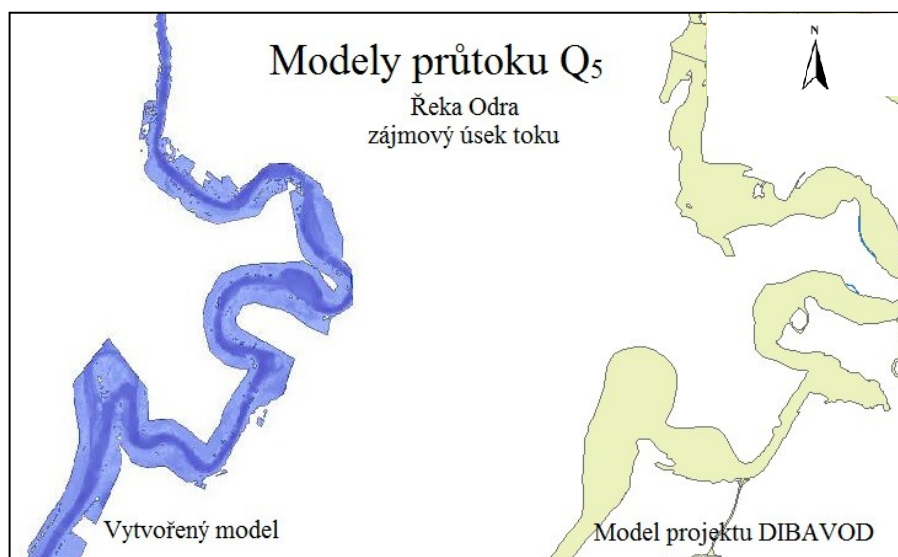 Modely průtoku Q5
Řeka Odra
zájmový úsek toku
N
Vytvořený model
Model projektu DIBAVOD